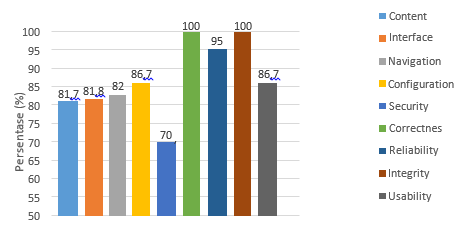 100
100
100
95
95
90
86,7
86,7
85
81,7
81,8
82
80
75
70
70
65
60
55
50
Persentase (%)
Content
Interface
Navigation
Configuration
Security
Correctnes
Reliability
Integrity
Usability